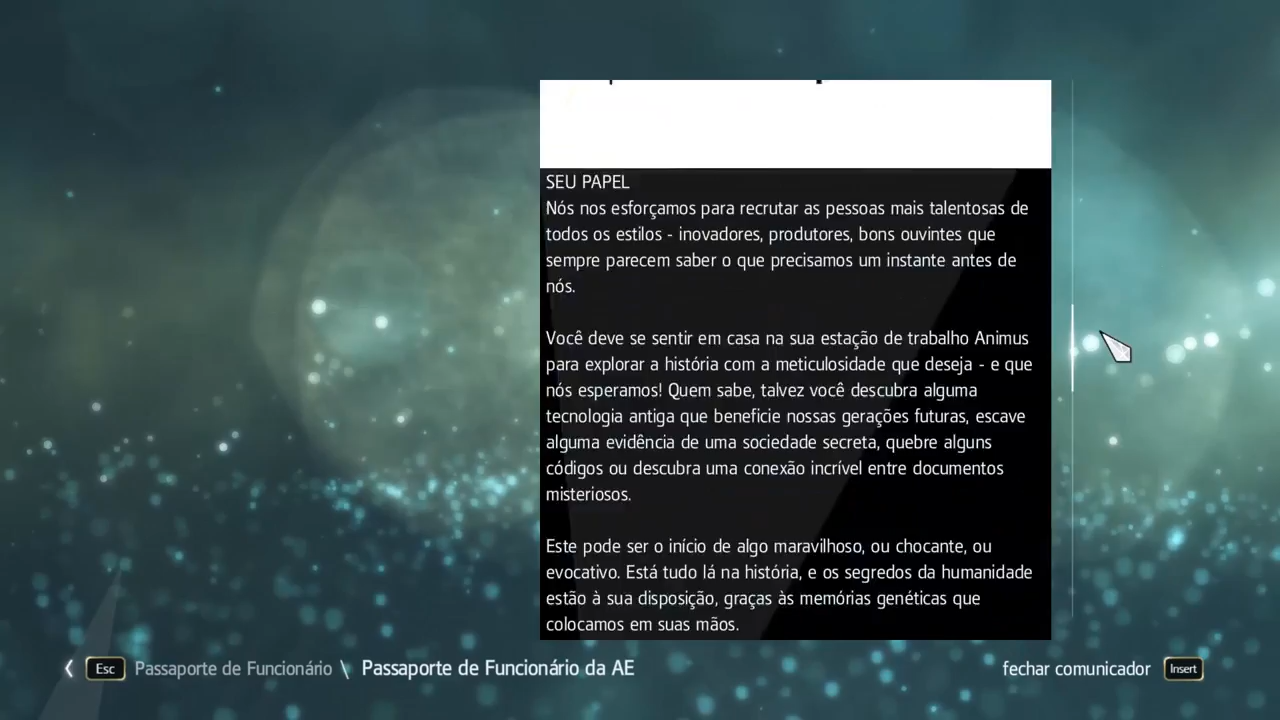 SEU PAPEL
Nós nos esforçamos para recrutar as pessoas mais talentosas de
todos os estilos - inovadores, produtores, bons ouvintes que
sempre parecem saber o que precisamos um instante antes de
nós.
Você deve se sentir em casa na sua estação de trabalho Animus
para explorar a história com a meticulosidade que deseja - e que
nós esperamos! Quem sabe, talvez você descubra alguma
tecnologia antiga que beneficie nossas gerações futuras, escave
alguma evidência de uma sociedade secreta, quebre alguns
códigos ou descubra uma conexão incrível entre documentos
misteriosos.
Este pode ser o início de algo maravilhoso, ou chocante, ou
evocativo. Está tudo lá na história, e os segredos da humanidade
estão à sua disposição, graças às memórias genéticas que
colocamos em suas mãos.
Esc Passaporte de Funcionário \ Passaporte de Funcionário da AE
fechar comunicador Insert